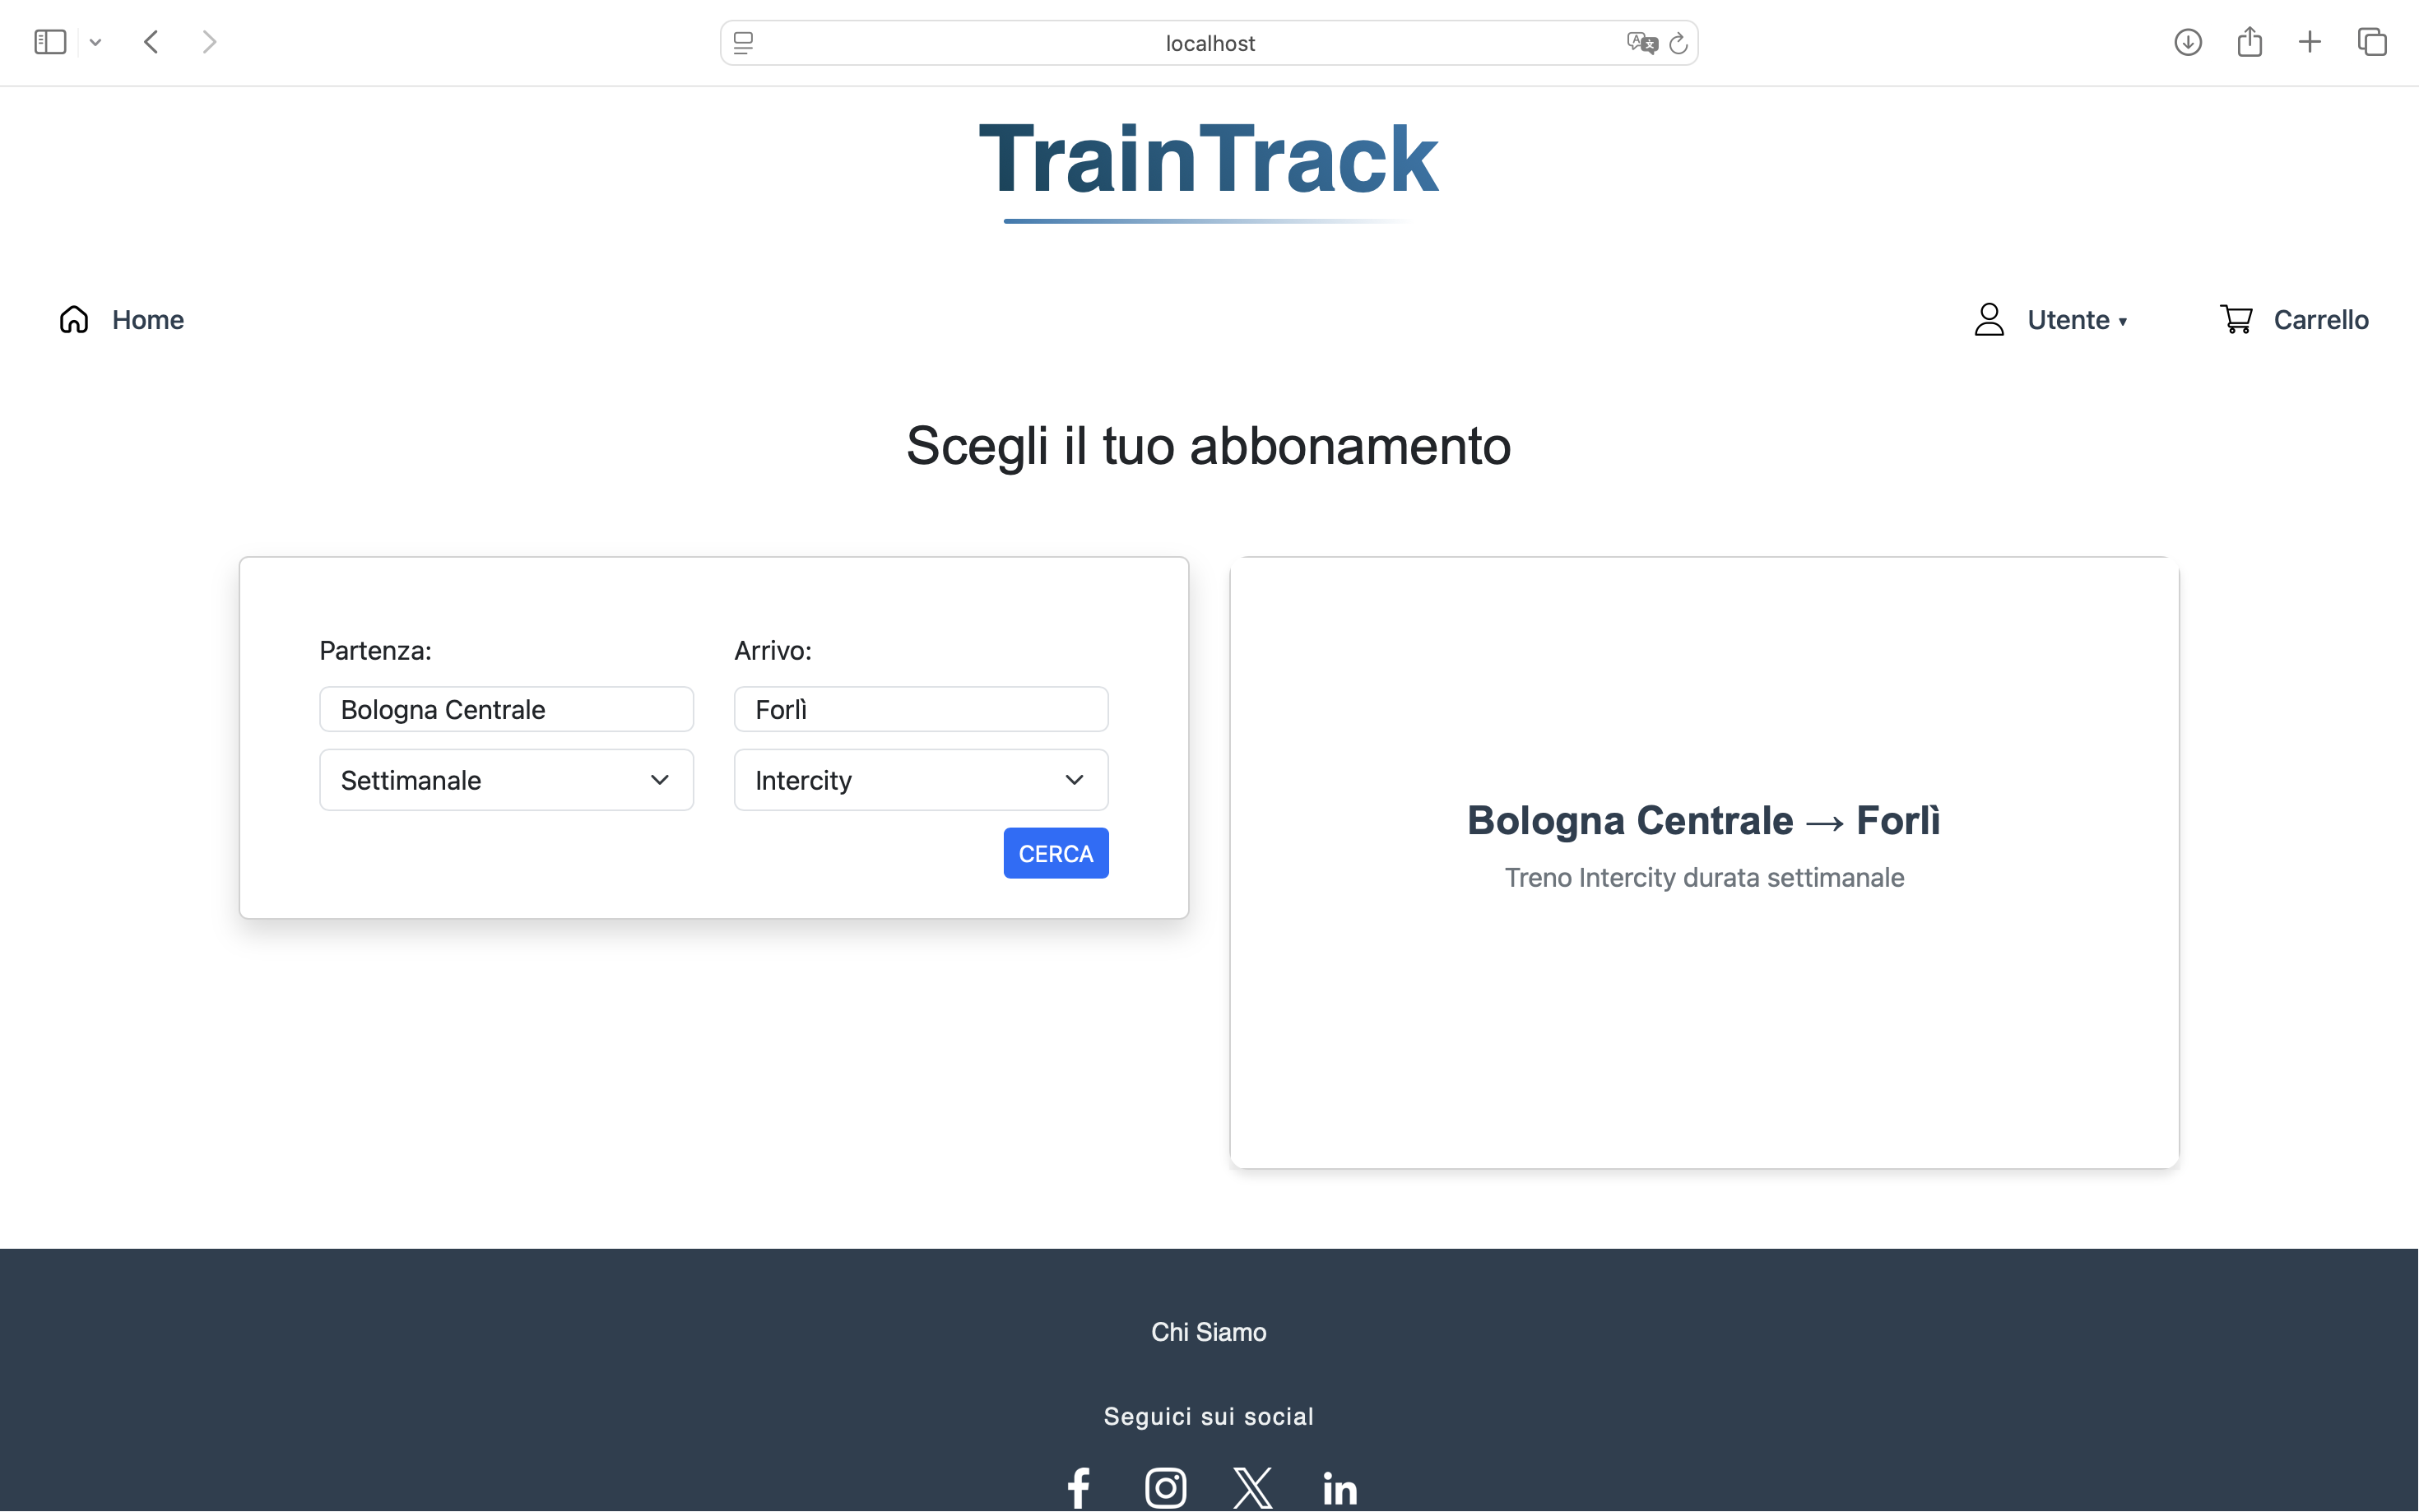 localhost
TrainTrack
Home
Utente ▾
Carrello
Scegli il tuo abbonamento
Partenza:
Arrivo:
Bologna Centrale
Forlì
Settimanale
Intercity
CERCA
Bologna Centrale → Forlì
Treno Intercity durata settimanale
Chi Siamo
Seguici sui social